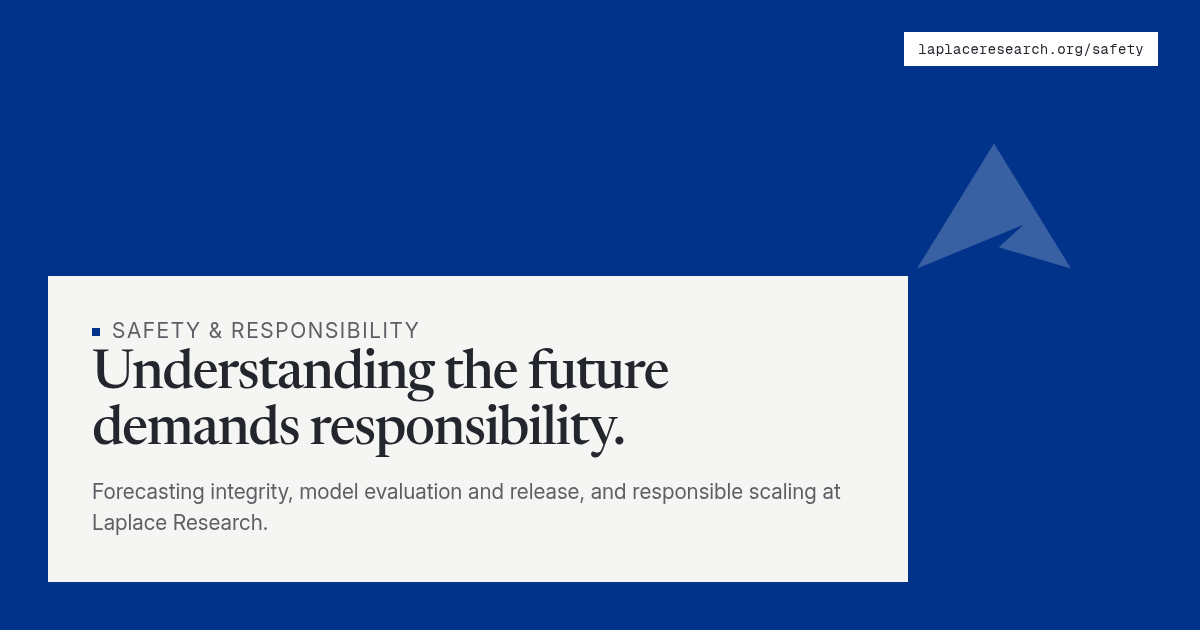 laplaceresearch.org/safety
SAFETY & RESPONSIBILITY
Understanding the future
demands responsibility.
Forecasting integrity, model evaluation and release, and responsible scaling at
Laplace Research.